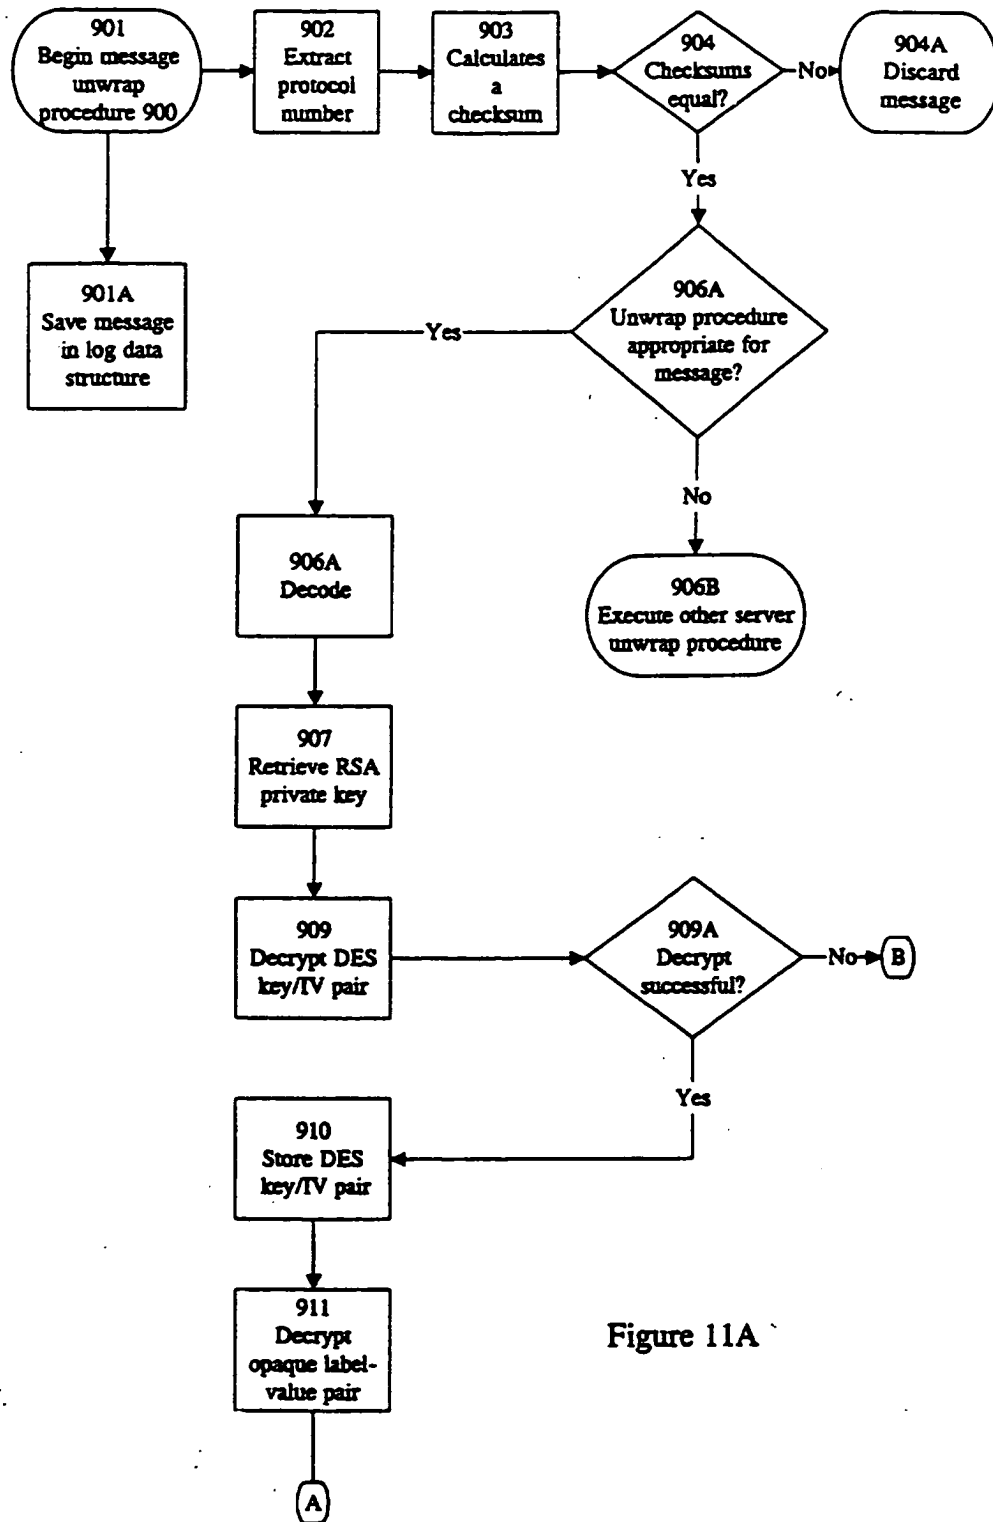 901
Begin message
unwrap
procedure 900
902
Extract
protocol
number
903
Calculates
a
checksum
904
Checksums
equal?
No
904A
Discard
message
Yes
901A
Save message
in log data
structure
906A
Unwrap procedure
appropriate for
message?
Yes
No
906A
Decode
906B
Execute other server
unwrap procedure
907
Retrieve RSA
private key
909
Decrypt DES
key/IV pair
909A
Decrypt
successful?
No
B
Yes
910
Store DES
key/IV pair
911
Decrypt
opaque label-
value pair
Figure 11A
A